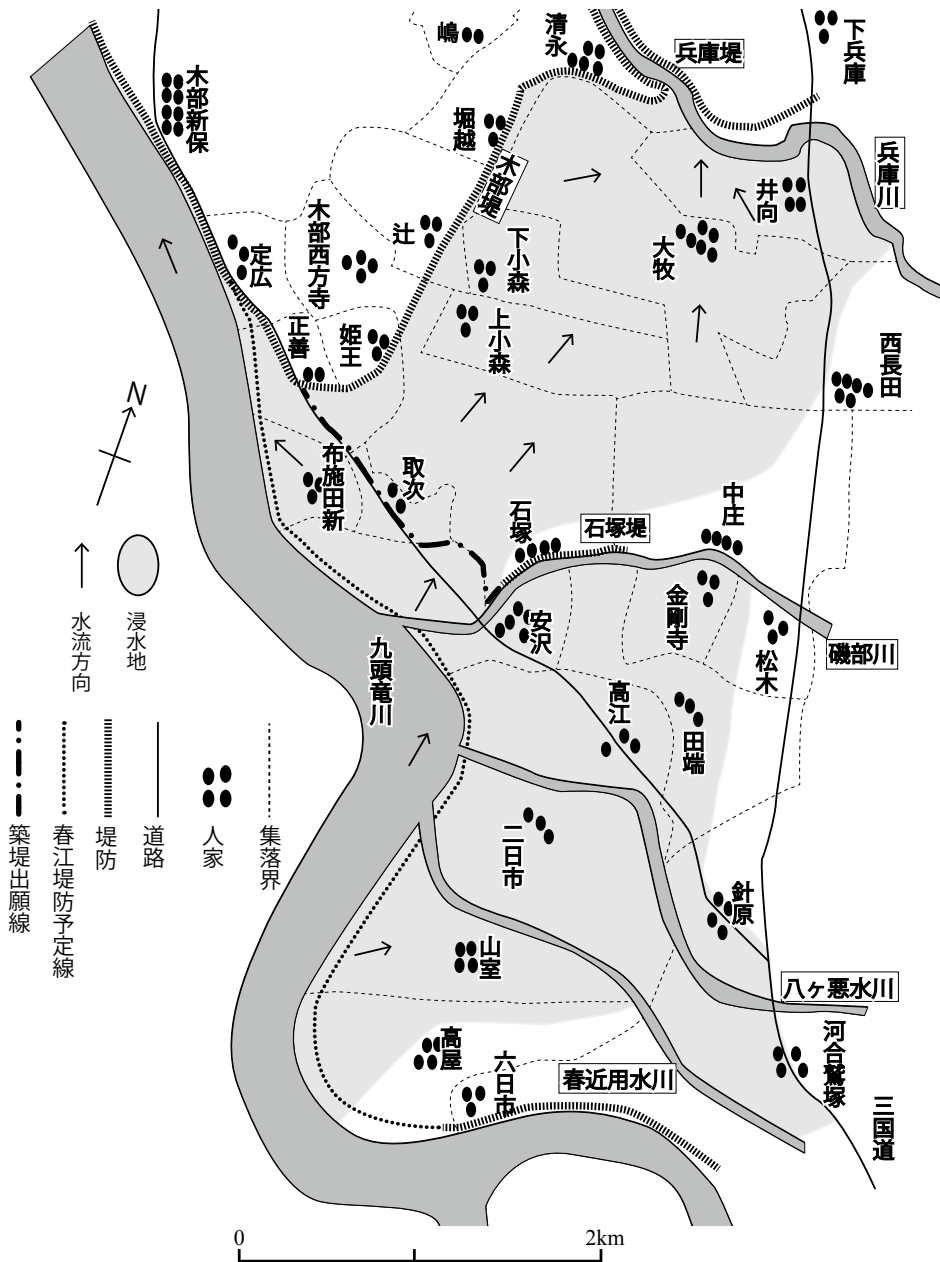 嶋
清永
兵庫堤
下兵庫
木部新保
堀越
木部堤
兵庫川
井向
木部西方寺
辻
下小森
大牧
定広
正善
姫王
上小森
西長田
N
布施田新
取次
石塚
石塚堤
中庄
水流方向
浸水地
九頭竜川
安沢
金剛寺
松木
磯部川
高江
田端
築堤出願線
春江堤防予定線
堤防
道路
人家
集落界
二日市
針原
山室
八ヶ悪水川
高屋
六日市
春近用水川
河合鷲塚
三国道
0
2km